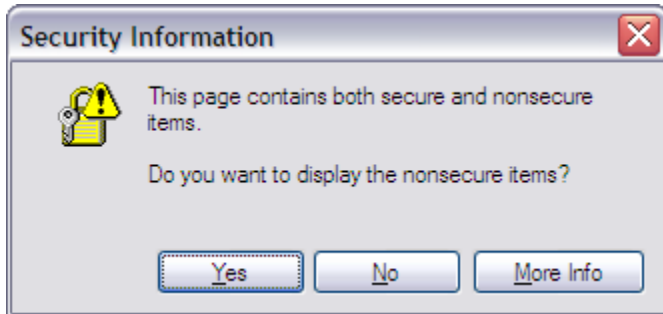 Security Information
This page contains both secure and nonsecure
items.
Do you want to display the nonsecure items?
Yes No More Info